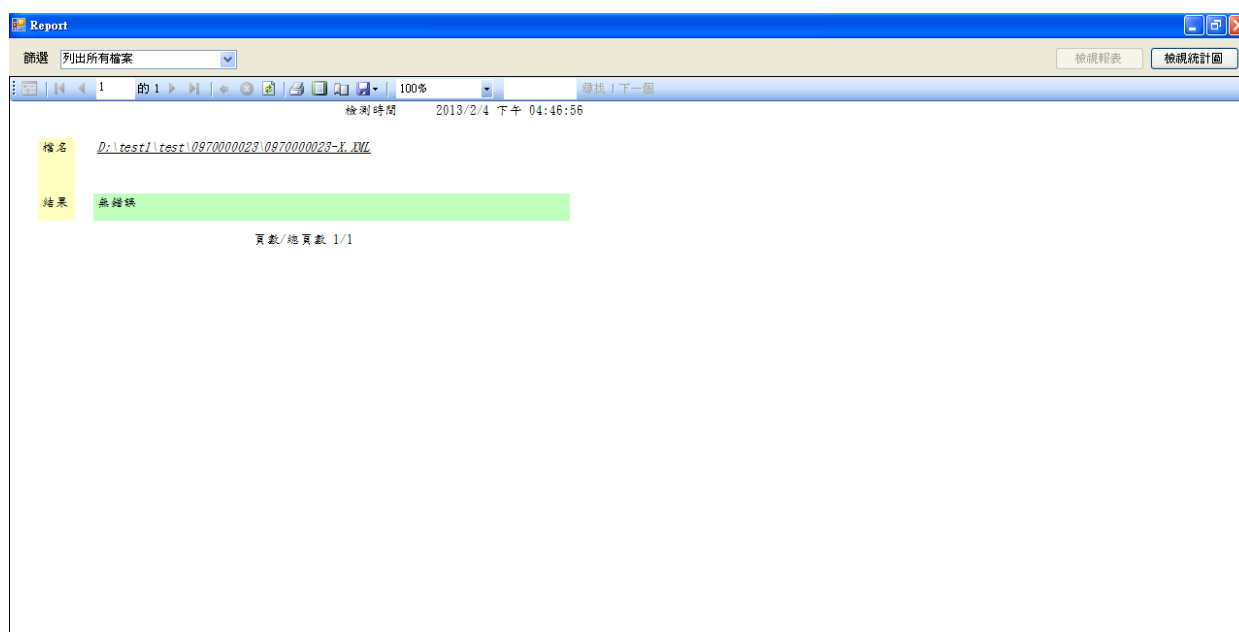 Report
篩選 列出所有檔案 檢視報表 檢視統計圖
1 的 1 100% 尋找 | 下一個
檢測時間 2013/2/4 下午 04:46:56
檔名 D:\test1\test\0970000023\0970000023-X.XML
結果 無錯誤
頁數/總頁數 1/1